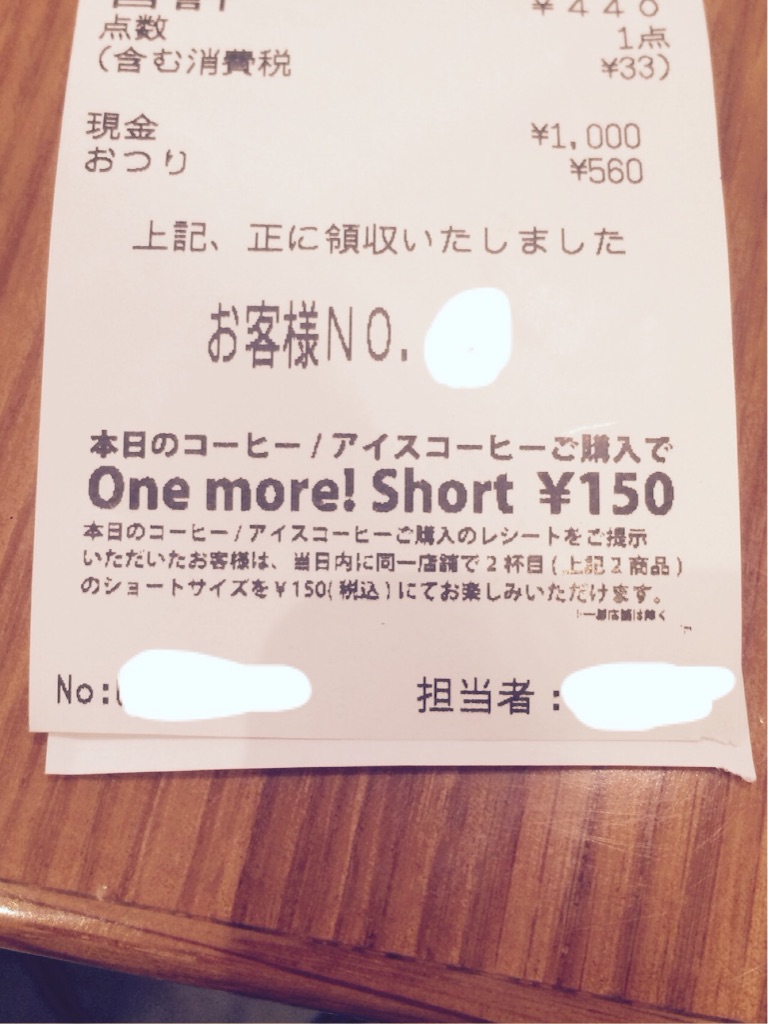 ¥440
点数 1点
(含む消費税 ¥33)
現金 ¥1,000
おつり ¥560
上記、正に領収いたしました
お客様NO.
本日のコーヒー/アイスコーヒーご購入で
One more! Short ¥150
本日のコーヒー/アイスコーヒーご購入のレシートをご提示
いただいたお客様は、当日内に同一店舗で2杯目(上記2商品)
のショートサイズを¥150(税込)にてお楽しみいただけます。
※一部店舗は除く
No:
担当者: